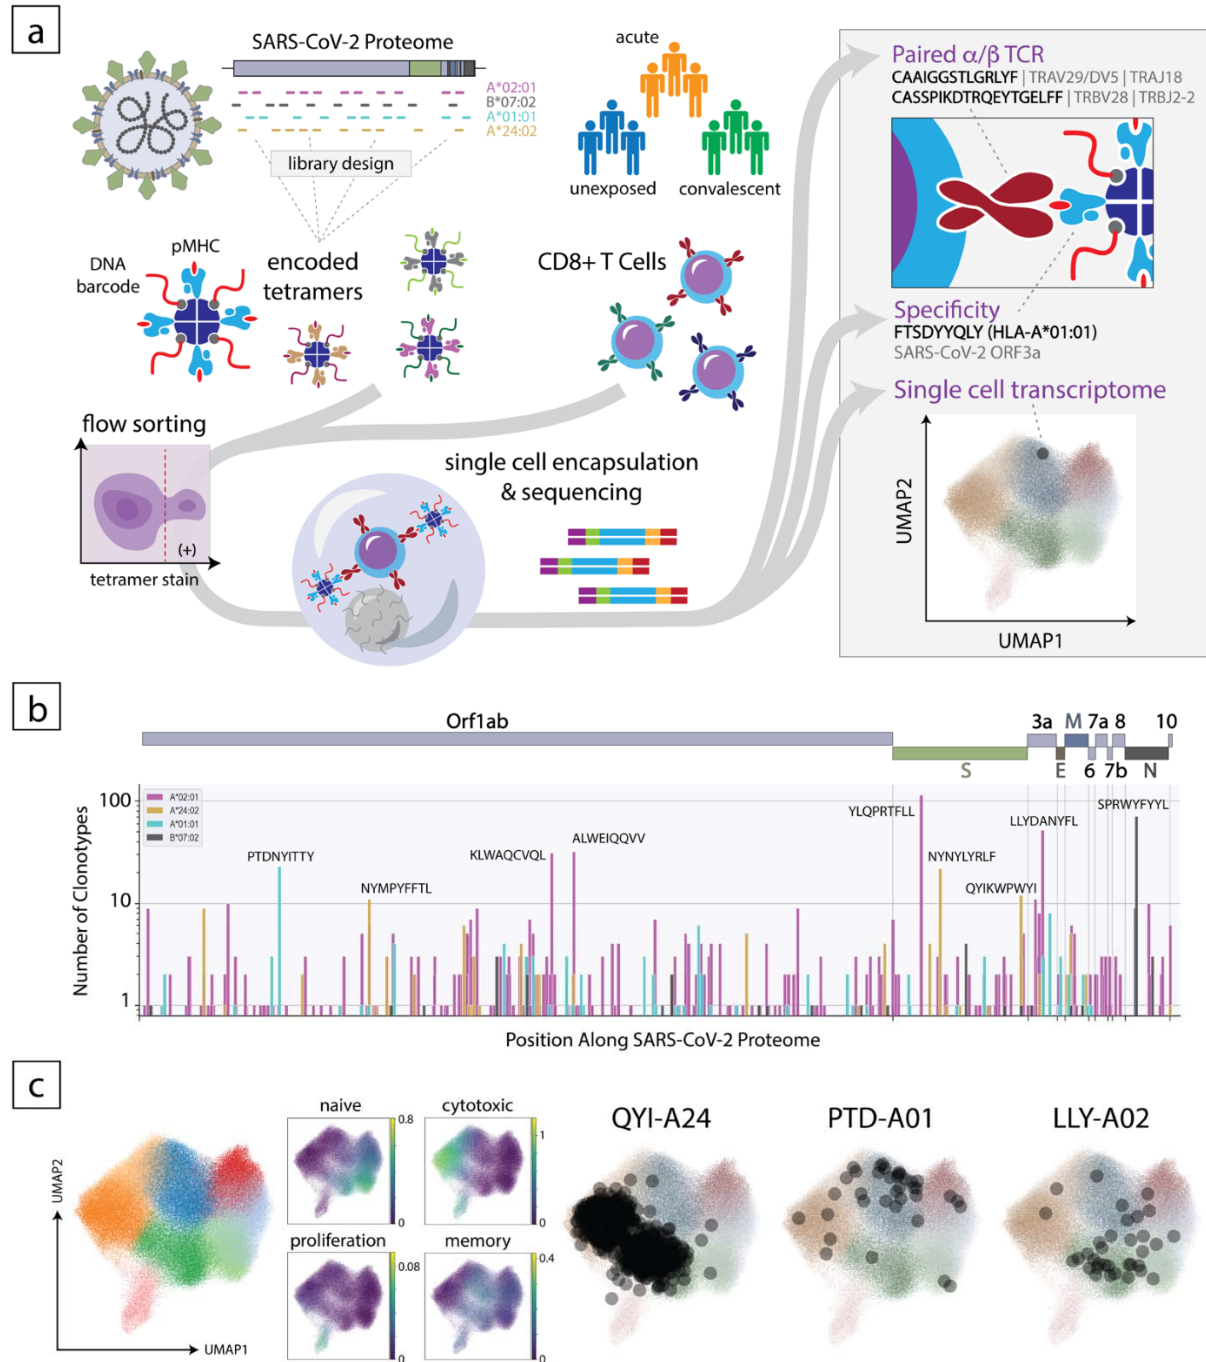 a
SARS-CoV-2 Proteome
A*02:01
B*07:02
A*01:01
A*24:02
library design
acute
unexposed
convalescent
Paired α/β TCR
CAAIGGSTLGRLYF | TRAV29/DV5 | TRAJ18
CASSPIKDTRQEYTGELFF | TRBV28 | TRBJ2-2
pMHC
DNA
barcode
encoded
tetramers
CD8+ T Cells
Specificity
FTSDYYQLY (HLA-A*01:01)
SARS-CoV-2 ORF3a
Single cell transcriptome
UMAP2
UMAP1
flow sorting
(+)
tetramer stain
single cell encapsulation
& sequencing
b
Orf1ab
3a
M
7a
8
10
S
E
6
7b
N
Number of Clonotypes
100
10
1
A*02:01
A*24:02
A*01:01
B*07:02
PTDNYITTY
NYMPYFFTL
KLWAQCVQL
ALWEIQQVV
YLQPRTFLL
NYNYLYRLF
QYIKWPWYI
LLYDANYFL
SPRWYFYYL
Position Along SARS-CoV-2 Proteome
c
UMAP2
UMAP1
naive
0.8
0
cytotoxic
1
0
proliferation
0.08
0
memory
0.4
0
QYI-A24
PTD-A01
LLY-A02